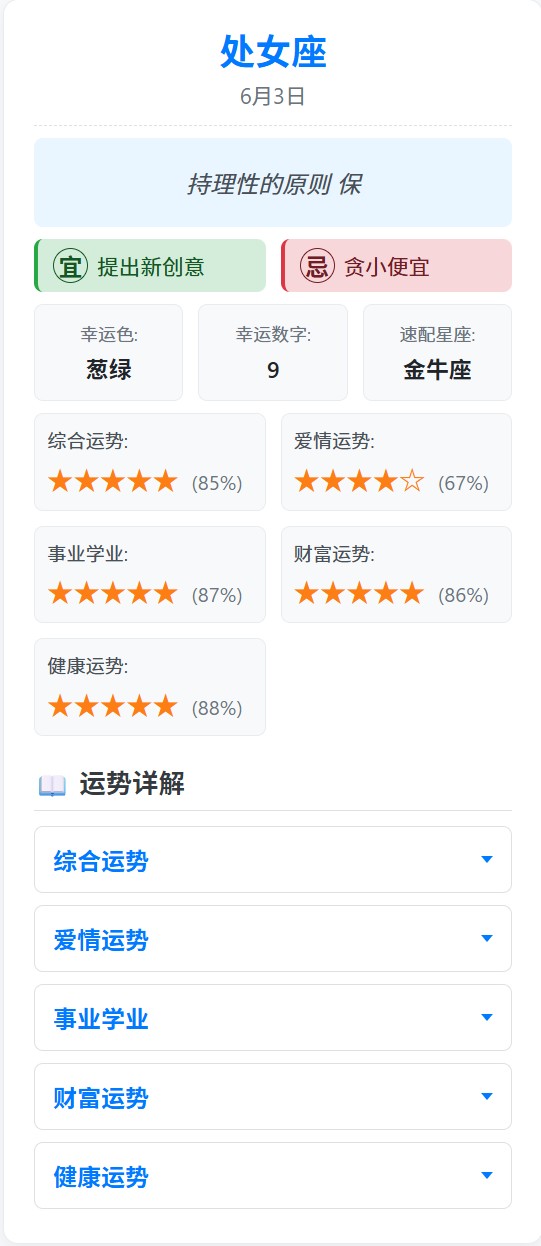 处女座
6月3日
持理性的原则 保
宜 提出新创意
忌 贪小便宜
幸运色:
葱绿
幸运数字:
9
速配星座:
金牛座
综合运势:
★★★★★ (85%)
爱情运势:
★★★★☆ (67%)
事业学业:
★★★★★ (87%)
财富运势:
★★★★★ (86%)
健康运势:
★★★★★ (88%)
运势详解
综合运势
爱情运势
事业学业
财富运势
健康运势